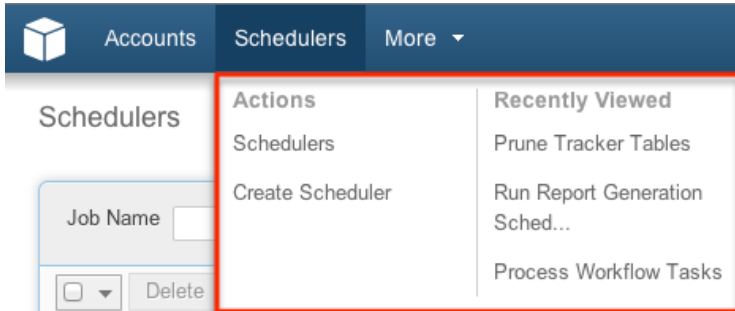 Accounts Schedulers More
Schedulers
Job Name
Delete
Actions
Schedulers
Create Scheduler
Recently Viewed
Prune Tracker Tables
Run Report Generation
Sched...
Process Workflow Tasks